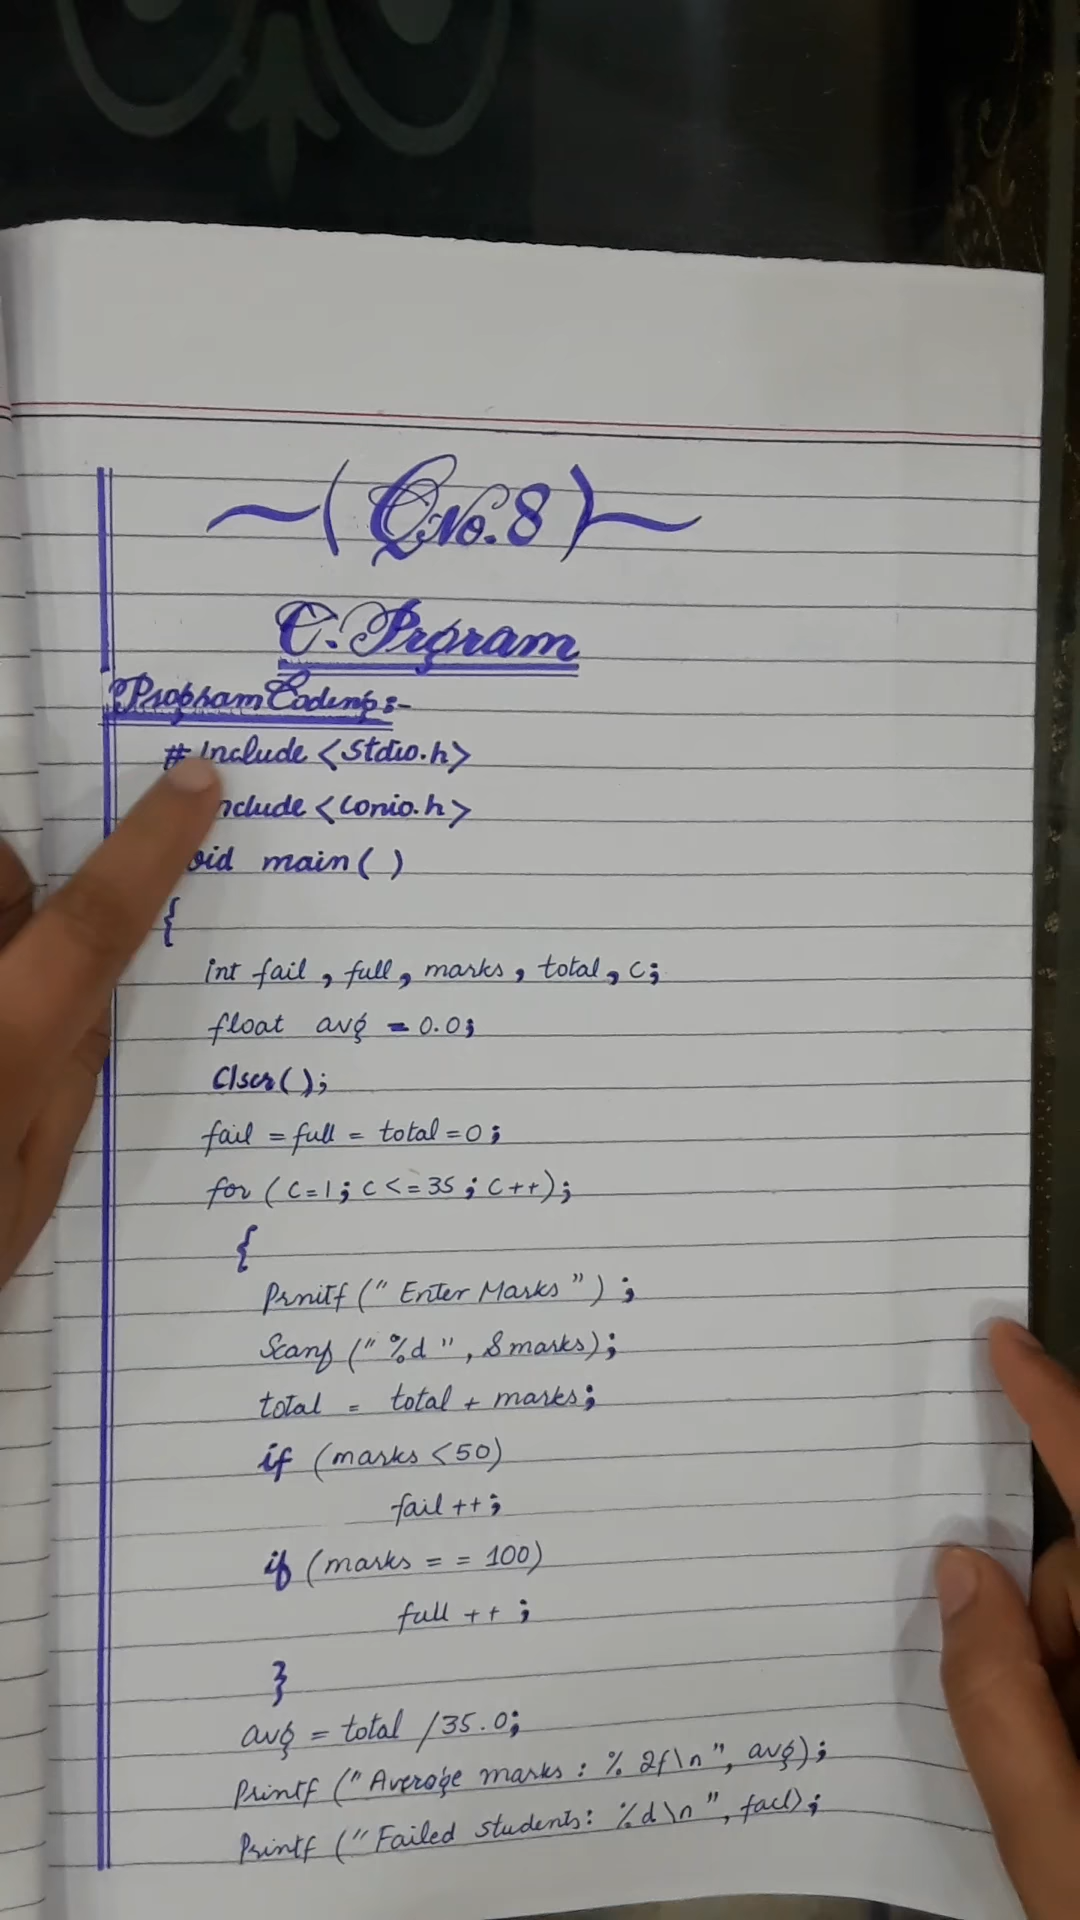 (Q No. 8)
C. Prgram
Program Coding:-
# include <Stdio.h>
nclude <Conio.h>
oid main( )
{
int fail, full, marks, total, c;
float avg = 0.0;
Clscr();
fail = full = total = 0;
for (C=1; C<=35; C++);
{
Prnitf (" Enter Marks ");
Scanf (" %d ", &marks);
total = total + marks;
if (marks <50)
fail ++;
if (marks = = 100)
full ++ ;
}
avg = total /35.0;
Printf ("Average marks : % 2f\n", avg);
Printf ("Failed students: %d\n",